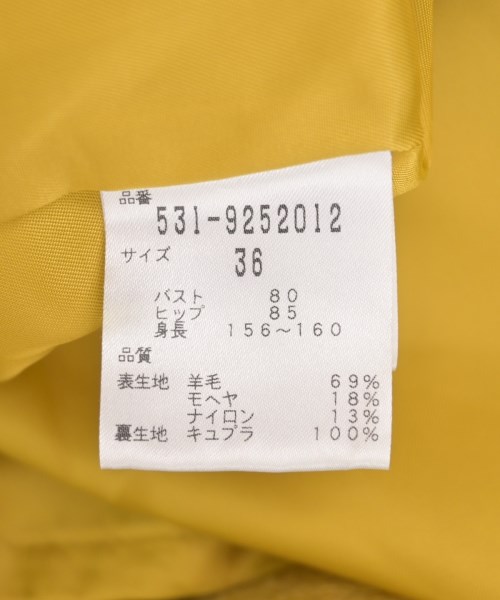 品番
531-9252012
サイズ
36
バスト 80
ヒップ 85
身長 156～160
品質
表生地 羊毛 69%
モヘヤ 18%
ナイロン 13%
裏生地 キュプラ 100%